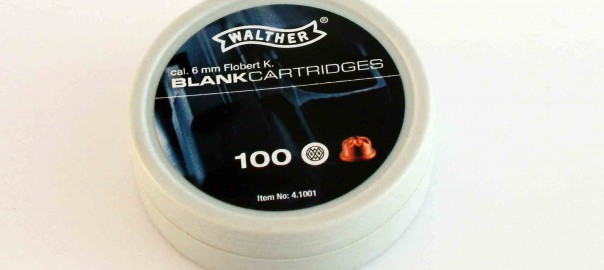 WALTHER®
cal. 6 mm Flobert K.
BLANKCARTRIDGES
100
Item No: 4.1001